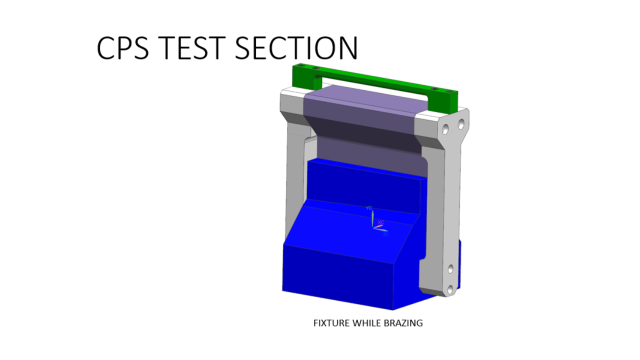 CPS TEST SECTION
FIXTURE WHILE BRAZING